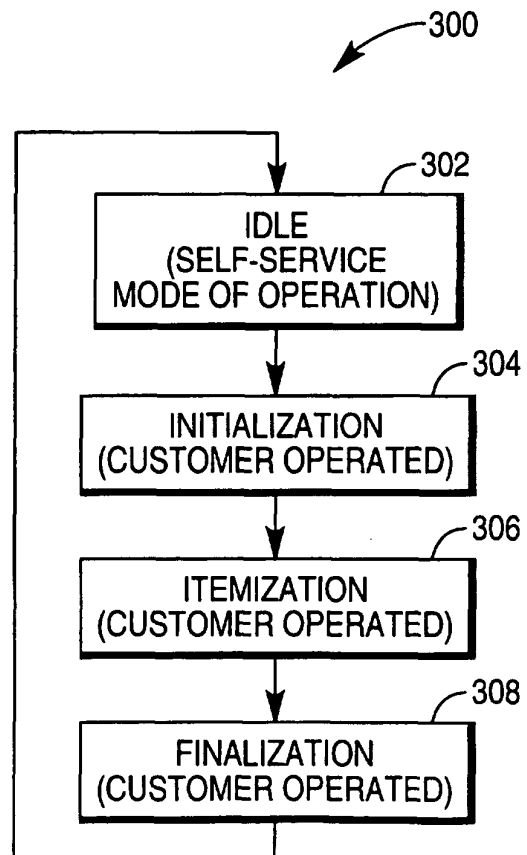 300
302
IDLE
(SELF-SERVICE
MODE OF OPERATION)
304
INITIALIZATION
(CUSTOMER OPERATED)
306
ITEMIZATION
(CUSTOMER OPERATED)
308
FINALIZATION
(CUSTOMER OPERATED)